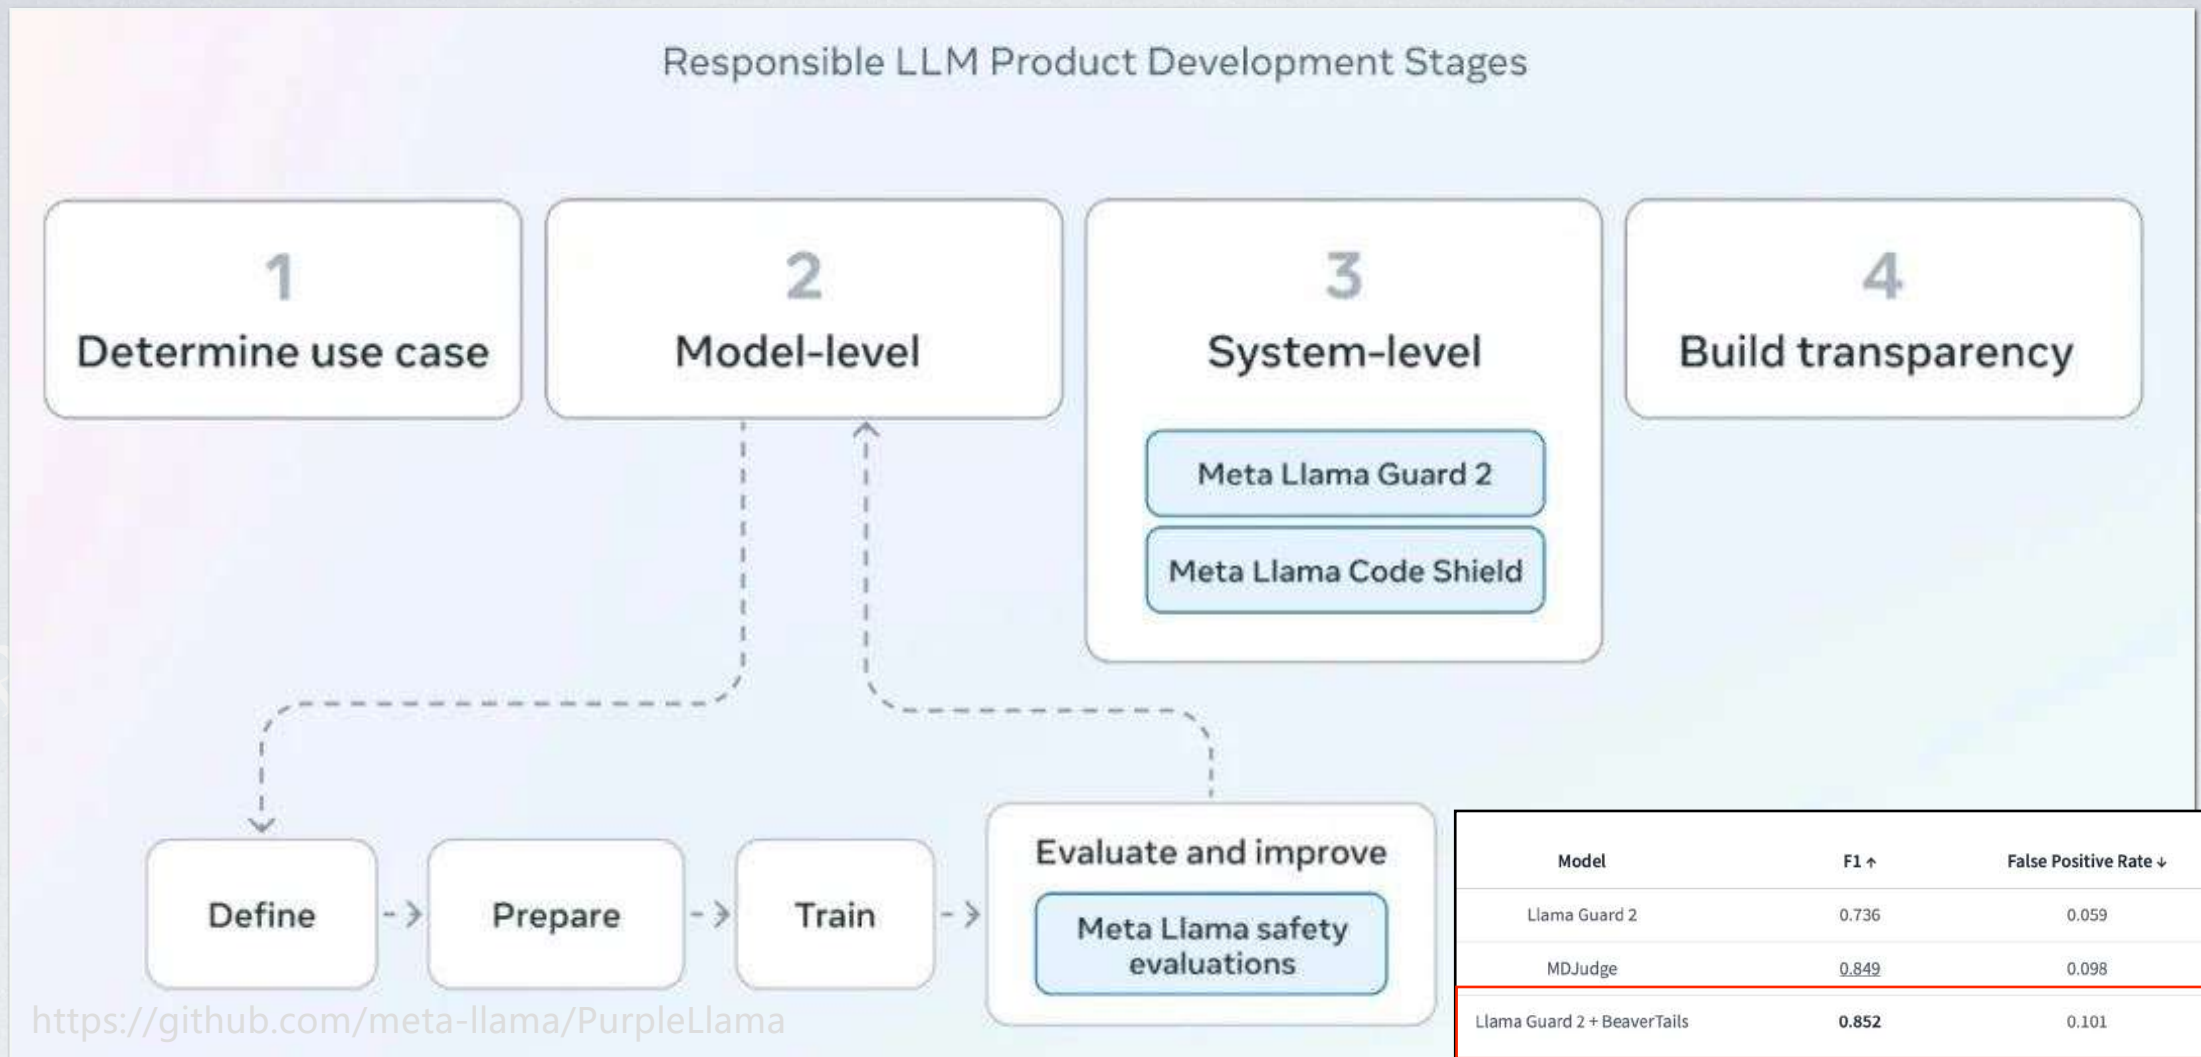 Responsible LLM Product Development Stages
1
Determine use case
2
Model-level
3
System-level
Meta Llama Guard 2
Meta Llama Code Shield
4
Build transparency
Define
Prepare
Train
Evaluate and improve
Meta Llama safety
evaluations
https://github.com/meta-llama/PurpleLlama
Model F1 ↑ False Positive Rate ↓
Llama Guard 2 0.736 0.059
MDJudge 0.849 0.098
Llama Guard 2 + BeaverTails 0.852 0.101